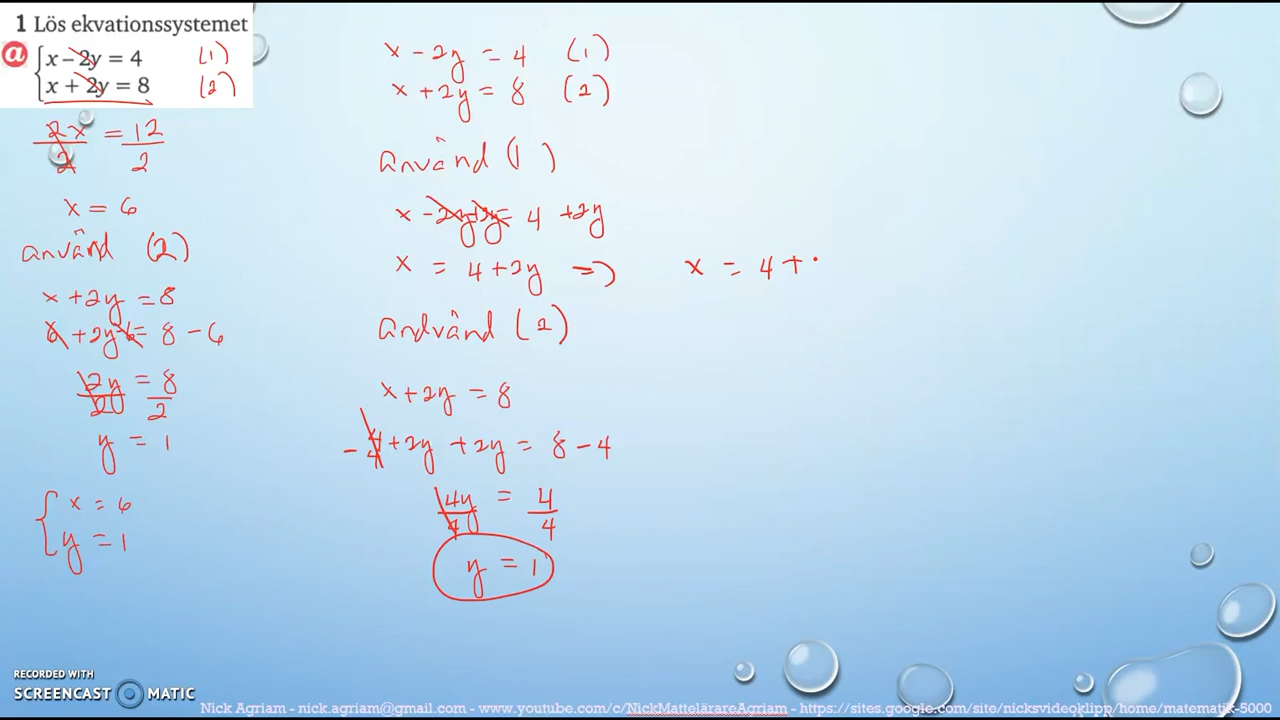 1 Lös ekvationssystemet
a x − 2y = 4 (1)
x + 2y = 8 (2)
2x/2 = 12/2
x = 6
använd (2)
x + 2y = 8
6 + 2y − 6 = 8 − 6
2y/2 = 8/2
y = 1
x = 6
y = 1
x − 2y = 4 (1)
x + 2y = 8 (2)
använd (1)
x − 2y + 2y = 4 + 2y
x = 4 + 2y =>
andvänd (2)
x + 2y = 8
− 4 4 + 2y + 2y = 8 − 4
4y/4 = 4/4
y = 1
x = 4 +
RECORDED WITH
SCREENCAST MATIC
Nick Agriam - nick.agriam@gmail.com - www.youtube.com/c/NickMattelärareAgriam - https://sites.google.com/site/nicksvideoklipp/home/matematik-5000